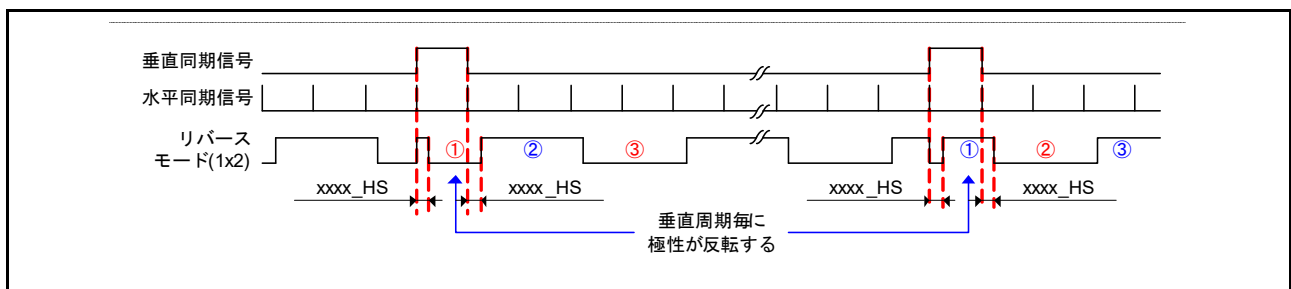 垂直同期信号
水平同期信号
リバース
モード(1x2)
① ② ③ ① ② ③
xxxx_HS xxxx_HS xxxx_HS xxxx_HS
垂直周期毎に
極性が反転する